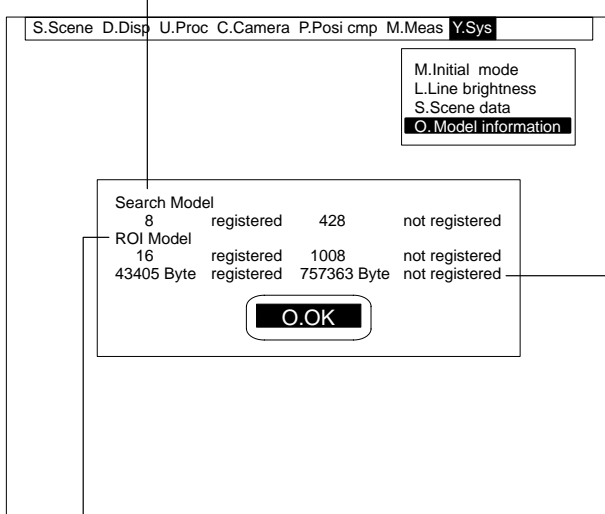 S.Scene D.Disp U.Proc C.Camera P.Posi cmp M.Meas Y.Sys
M.Initial mode
L.Line brightness
S.Scene data
O.Model information
Search Model
8 registered 428 not registered
ROI Model
16 registered 1008 not registered
43405 Byte registered 757363 Byte not registered
O.OK